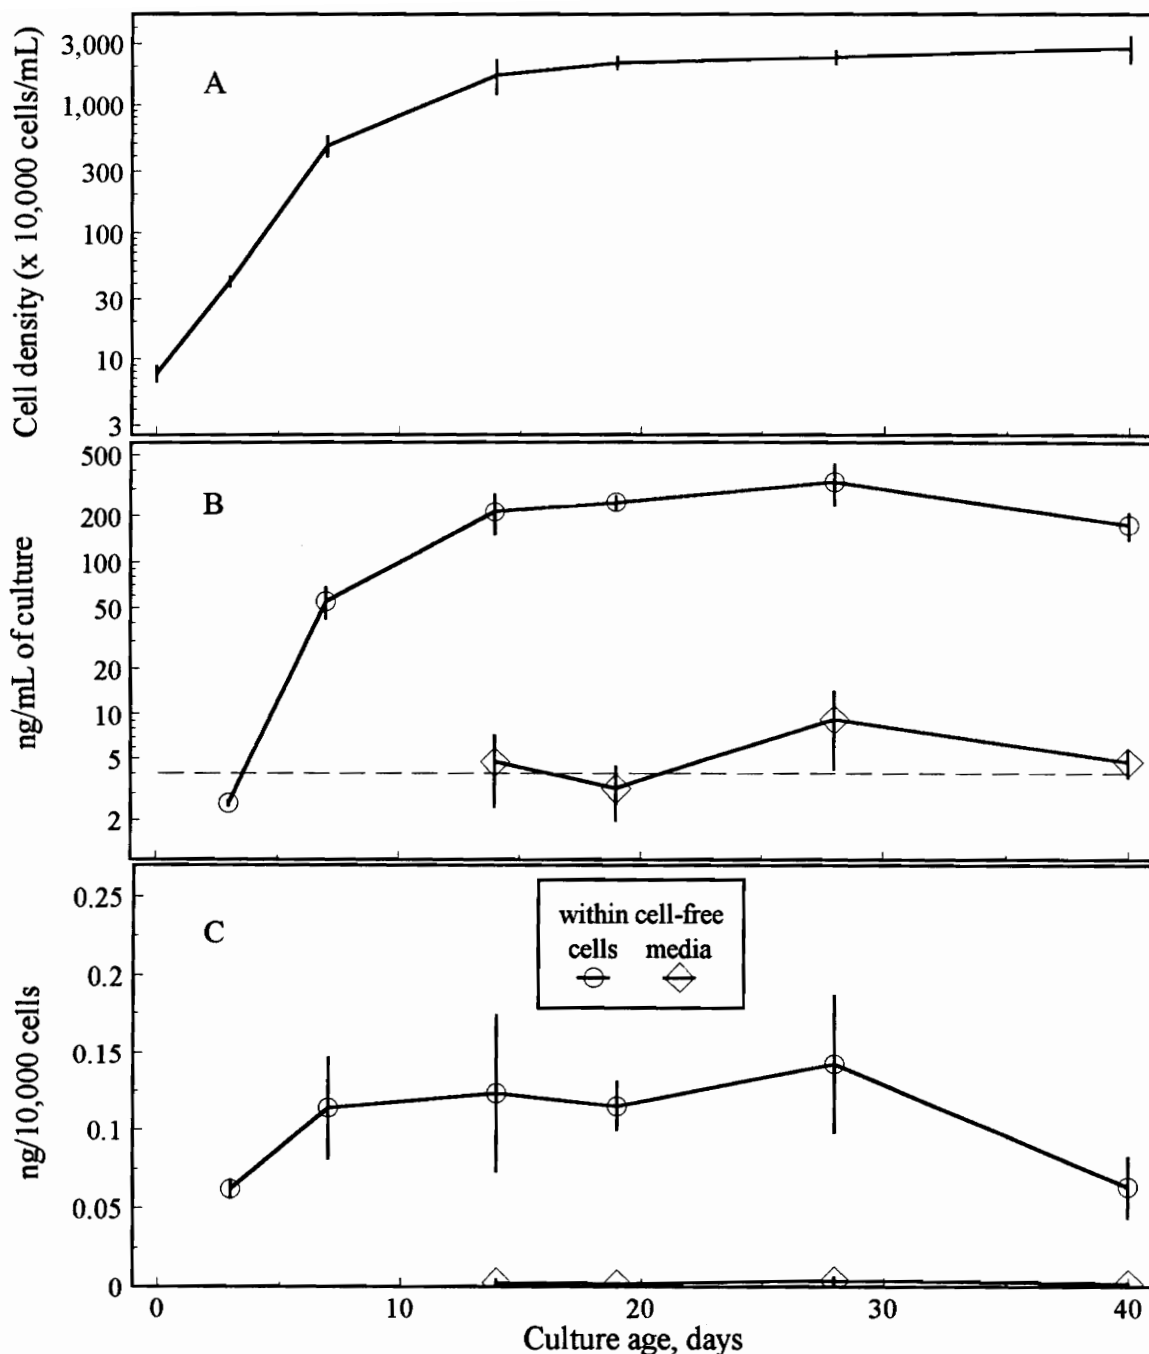 Cell density (x 10,000 cells/mL)
3,000
1,000
300
100
30
10
3
A
ng/mL of culture
500
200
100
50
20
10
5
2
B
ng/10,000 cells
0.25
0.2
0.15
0.1
0.05
0
C
within cell-free
cells media
0 10 20 30 40
Culture age, days